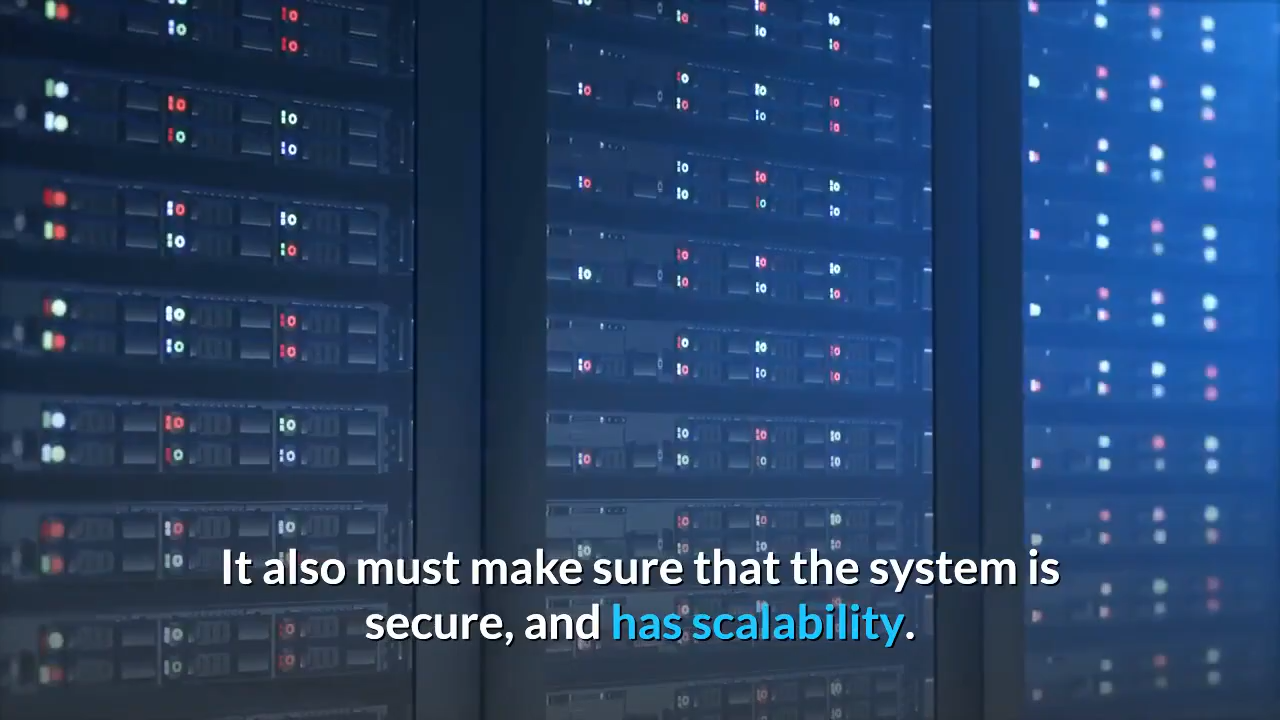 It also must make sure that the system is
secure, and has scalability.